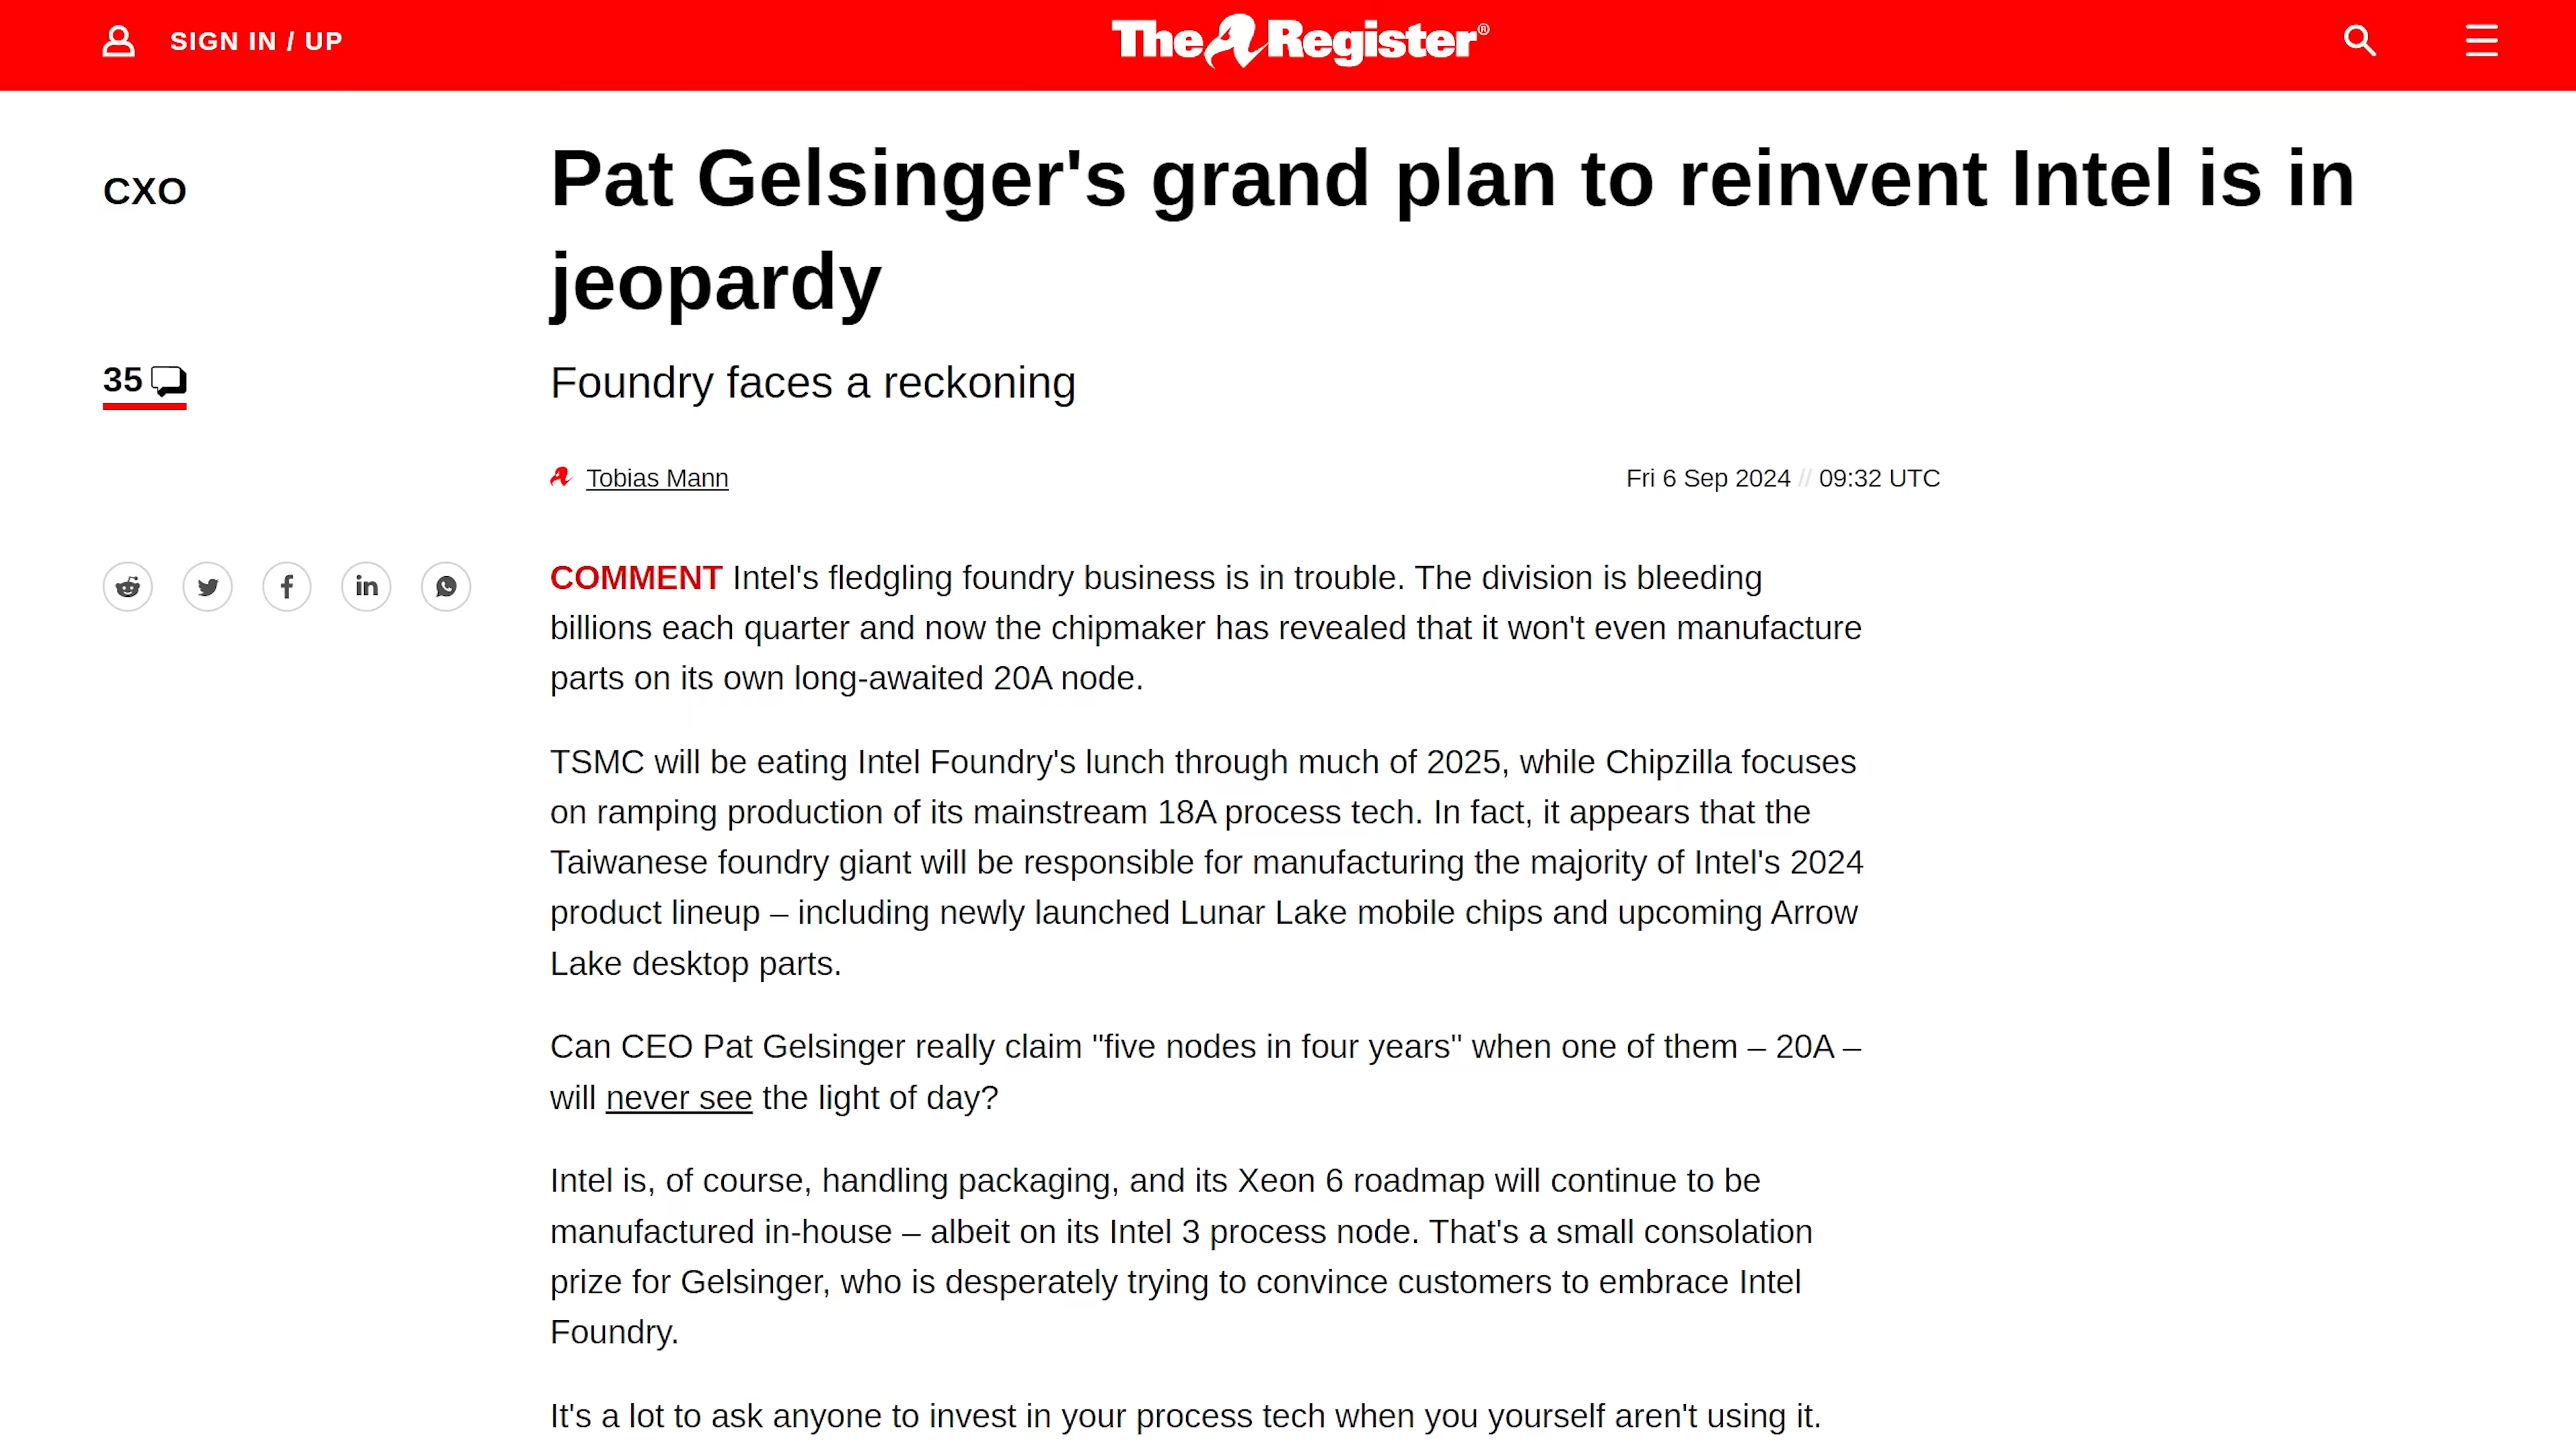 SIGN IN / UP
The Register®
CXO
Pat Gelsinger's grand plan to reinvent Intel is in
jeopardy
35
Foundry faces a reckoning
Tobias Mann
Fri 6 Sep 2024 // 09:32 UTC
COMMENT Intel's fledgling foundry business is in trouble. The division is bleeding
billions each quarter and now the chipmaker has revealed that it won't even manufacture
parts on its own long-awaited 20A node.
TSMC will be eating Intel Foundry's lunch through much of 2025, while Chipzilla focuses
on ramping production of its mainstream 18A process tech. In fact, it appears that the
Taiwanese foundry giant will be responsible for manufacturing the majority of Intel's 2024
product lineup – including newly launched Lunar Lake mobile chips and upcoming Arrow
Lake desktop parts.
Can CEO Pat Gelsinger really claim "five nodes in four years" when one of them – 20A –
will never see the light of day?
Intel is, of course, handling packaging, and its Xeon 6 roadmap will continue to be
manufactured in-house – albeit on its Intel 3 process node. That's a small consolation
prize for Gelsinger, who is desperately trying to convince customers to embrace Intel
Foundry.
It's a lot to ask anyone to invest in your process tech when you yourself aren't using it.